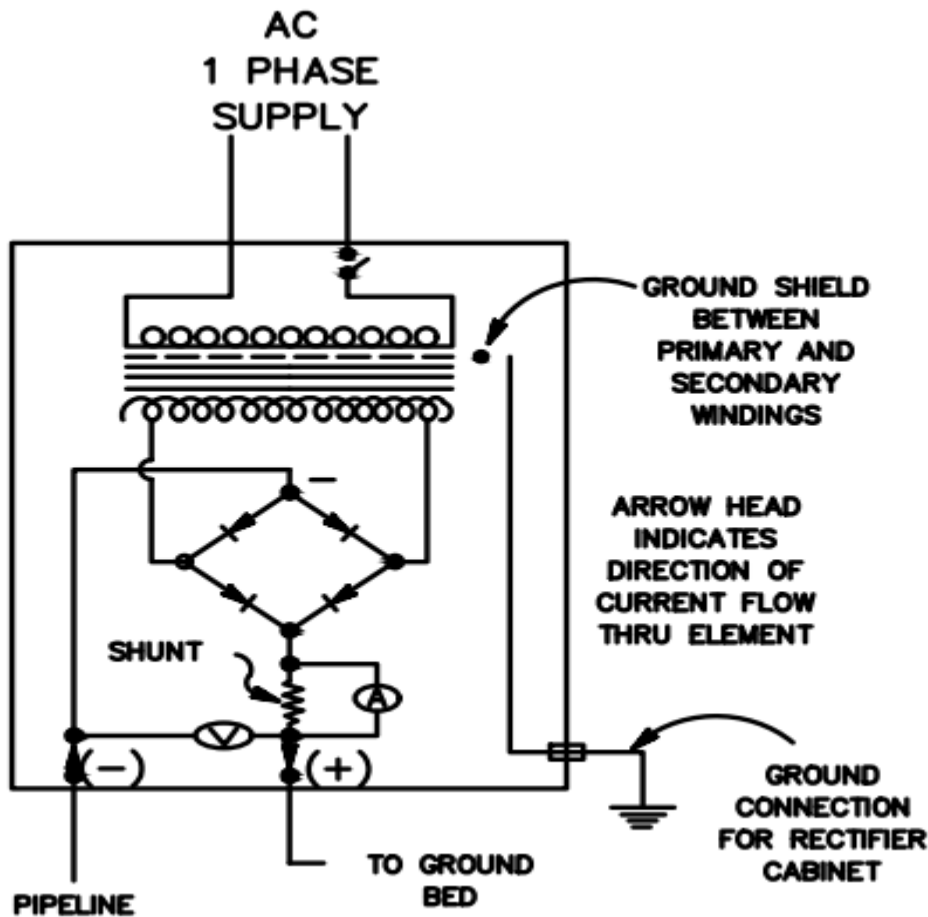 AC
1 PHASE
SUPPLY
GROUND SHIELD
BETWEEN
PRIMARY AND
SECONDARY
WINDINGS
-
ARROW HEAD
INDICATES
DIRECTION OF
CURRENT FLOW
THRU ELEMENT
SHUNT
A
V
(-)
(+)
GROUND
CONNECTION
FOR RECTIFIER
CABINET
TO GROUND
BED
PIPELINE